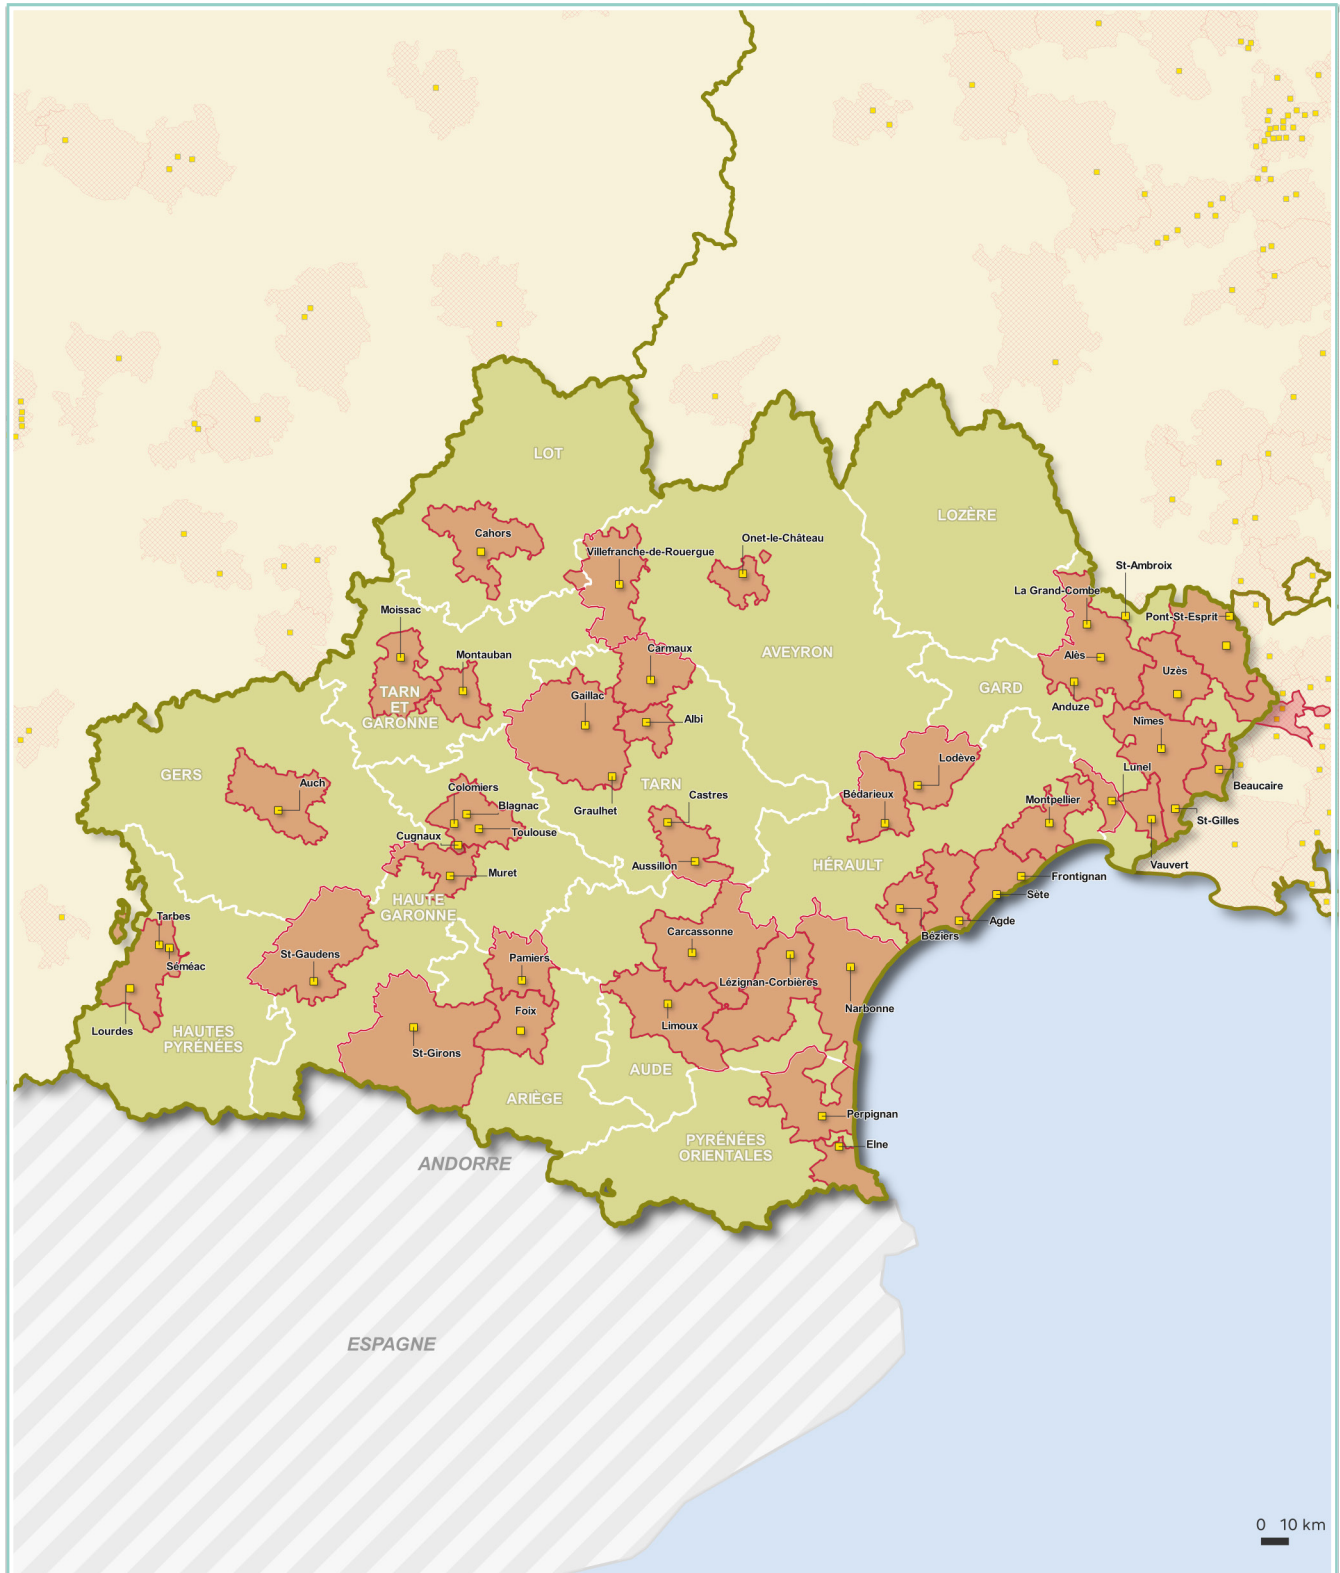 LOT
LOZÈRE
Cahors
Onet-le-Château
Villefranche-de-Rouergue
St-Ambroix
La Grand-Combe
Moissac
Pont-St-Esprit
Carmaux
AVEYRON
Montauban
Alès
Uzès
TARN
ET
GARONNE
Gaillac
GARD
Anduze
Albi
Nîmes
Lodève
GERS
Auch
TARN
Lunel
Beaucaire
Colomiers
Castres
Bédarieux
Montpellier
Blagnac
Graulhet
St-Gilles
Cugnaux
Toulouse
Aussillon
HÉRAULT
Vauvert
Muret
Frontignan
HAUTE
GARONNE
Sète
Tarbes
Agde
Carcassonne
Béziers
St-Gaudens
Pamiers
Séméac
Lézignan-Corbières
Foix
Narbonne
Lourdes
HAUTES
PYRÉNÉES
St-Girons
Limoux
AUDE
ARIÈGE
Perpignan
PYRÉNÉES
ORIENTALES
Elne
ANDORRE
ESPAGNE
0 10 km